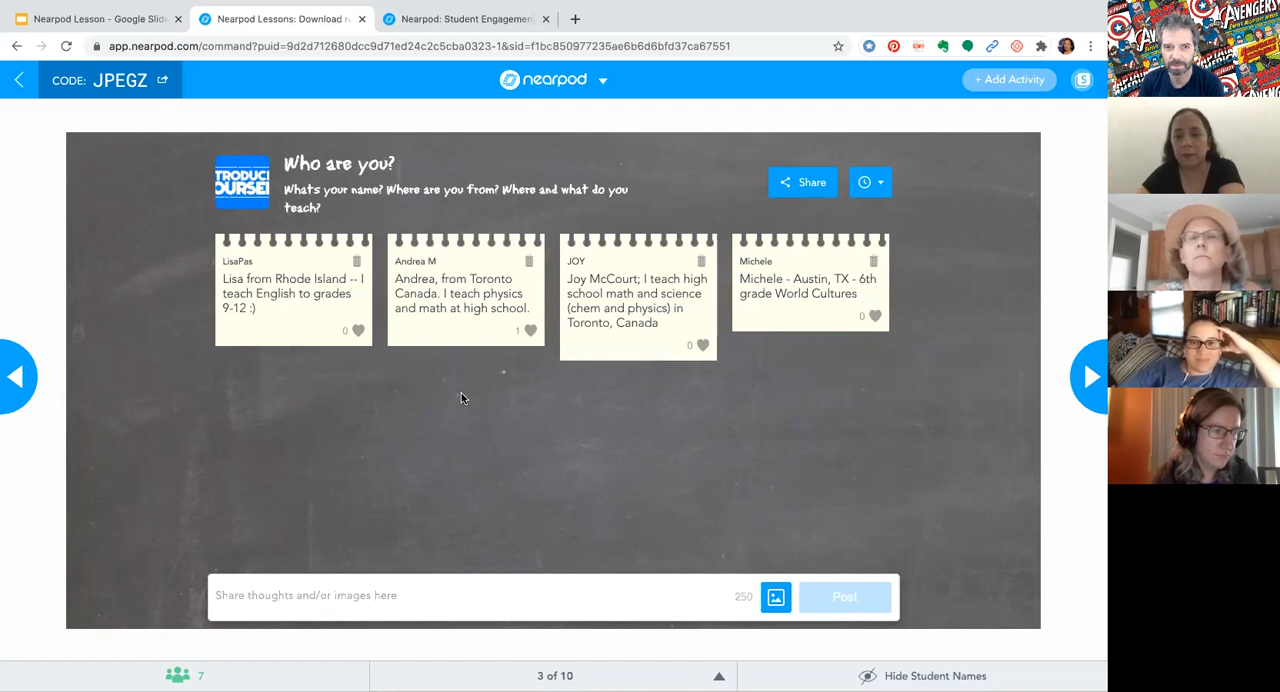 Nearpod Lesson - Google Slid
Nearpod Lessons: Download r
Nearpod: Student Engagemen
app.nearpod.com/command?puid=9d2d712680dcc9d71ed24c2c5cba0323-1&sid=f1bc850977235ae6b6d6bfd37ca67551
CODE: JPEGZ
nearpod
+ Add Activity
S
TRODUC
OURSEL
Who are you?
Whats your name? Where are you from? Where and what do you
teach?
Share
LisaPas
Lisa from Rhode Island -- I
teach English to grades
9-12 :)
0
Andrea M
Andrea, from Toronto
Canada. I teach physics
and math at high school.
1
JOY
Joy McCourt; I teach high
school math and science
(chem and physics) in
Toronto, Canada
0
Michele
Michele - Austin, TX - 6th
grade World Cultures
0
Share thoughts and/or images here
250
Post
7
3 of 10
Hide Student Names
AVENGERS
CAPTAIN